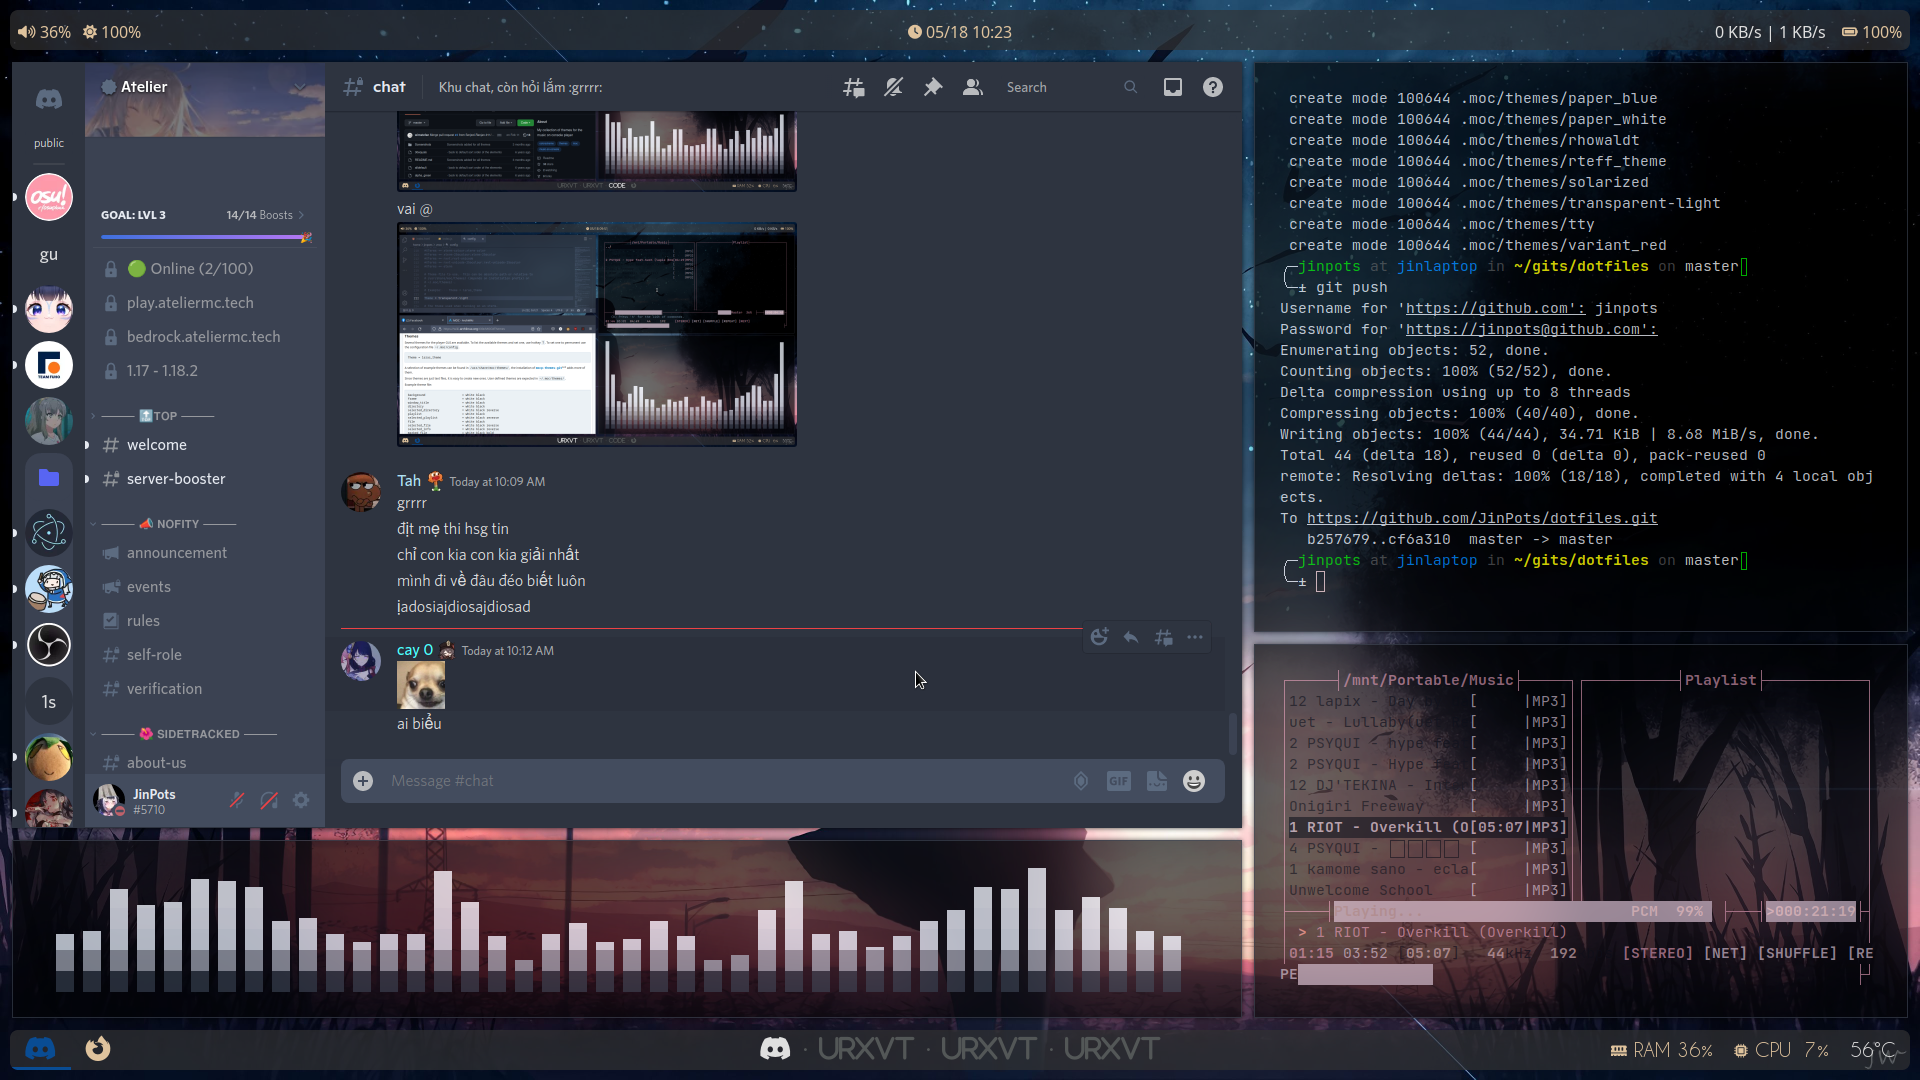 36% 100%
05/18 10:23
0 KB/s | 1 KB/s 100%
public
osu!
gu
1s
Atelier
GOAL: LVL 3 14/14 Boosts
Online (2/100)
play.ateliermc.tech
bedrock.ateliermc.tech
1.17 - 1.18.2
TOP
welcome
server-booster
NOFITY
announcement
events
rules
self-role
verification
SIDETRACKED
about-us
JinPots
#5710
chat Khu chat, còn hỏi lắm :grrrr:
Search
URXVT URXVT CODE
vai @
Themes
URXVT URXVT CODE
Tah Today at 10:09 AM
grrrr
địt mẹ thi hsg tin
chỉ con kia con kia giải nhất
mình đi về đâu đéo biết luôn
ịadosiajdiosajdiosad
cay 0 Today at 10:12 AM
ai biểu
Message #chat
GIF
create mode 100644 .moc/themes/paper_blue
create mode 100644 .moc/themes/paper_white
create mode 100644 .moc/themes/rhowaldt
create mode 100644 .moc/themes/rteff_theme
create mode 100644 .moc/themes/solarized
create mode 100644 .moc/themes/transparent-light
create mode 100644 .moc/themes/tty
create mode 100644 .moc/themes/variant_red
jinpots at jinlaptop in ~/gits/dotfiles on master
± git push
Username for 'https://github.com': jinpots
Password for 'https://jinpots@github.com':
Enumerating objects: 52, done.
Counting objects: 100% (52/52), done.
Delta compression using up to 8 threads
Compressing objects: 100% (40/40), done.
Writing objects: 100% (44/44), 34.71 KiB | 8.68 MiB/s, done.
Total 44 (delta 18), reused 0 (delta 0), pack-reused 0
remote: Resolving deltas: 100% (18/18), completed with 4 local obj
ects.
To https://github.com/JinPots/dotfiles.git
b257679..cf6a310 master -> master
jinpots at jinlaptop in ~/gits/dotfiles on master
±
/mnt/Portable/Music
12 lapix - Day [ |MP3]
uet - Lullaby [ |MP3]
2 PSYQUI - hype [ |MP3]
2 PSYQUI - Hype [ |MP3]
12 DJ'TEKINA - In [ |MP3]
Onigiri Freeway [ |MP3]
1 RIOT - Overkill (O[05:07|MP3]
4 PSYQUI - [ |MP3]
1 kamome sano - ecla[ |MP3]
Unwelcome School [ |MP3]
Playlist
Playing... PCM 99% >000:21:19
> 1 RIOT - Overkill (Overkill)
01:15 03:52 [05:07] 44kHz 192 [STEREO] [NET] [SHUFFLE] [RE
PE
· URXVT · URXVT · URXVT
RAM 36% CPU 7% 56°C